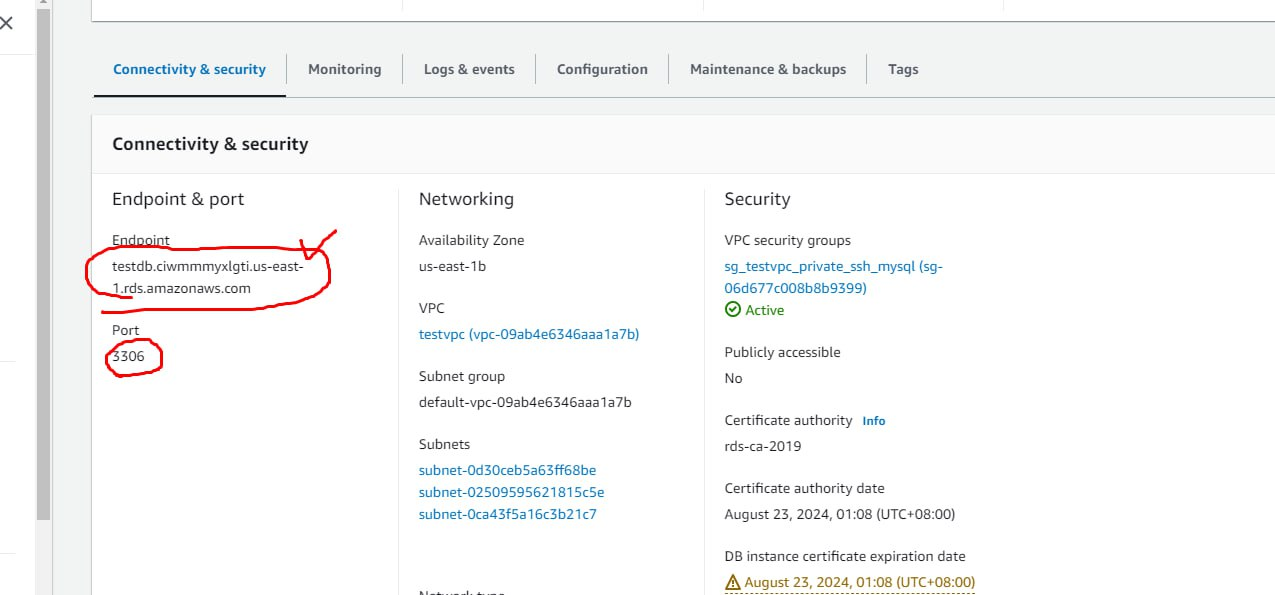 Connectivity & security
Monitoring
Logs & events
Configuration
Maintenance & backups
Tags
Connectivity & security
Endpoint & port
Endpoint
testdb.ciwmmmyxlgti.us-east-
1.rds.amazonaws.com
Port
3306
Networking
Availability Zone
us-east-1b
VPC
testvpc (vpc-09ab4e6346aaa1a7b)
Subnet group
default-vpc-09ab4e6346aaa1a7b
Subnets
subnet-0d30ceb5a63ff68be
subnet-02509595621815c5e
subnet-0ca43f5a16c3b21c7
Network type
Security
VPC security groups
sg_testvpc_private_ssh_mysql (sg-
06d677c008b8b9399)
Active
Publicly accessible
No
Certificate authority Info
rds-ca-2019
Certificate authority date
August 23, 2024, 01:08 (UTC+08:00)
DB instance certificate expiration date
August 23, 2024, 01:08 (UTC+08:00)